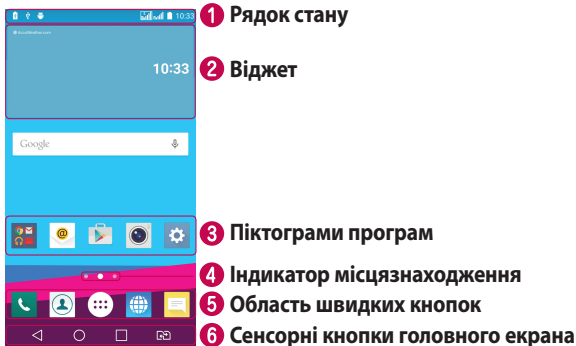 10:33
1 Рядок стану
10:33
2 Віджет
Google
3 Піктограми програм
4 Індикатор місцязнаходження
5 Область швидких кнопок
6 Сенсорні кнопки головного екрана